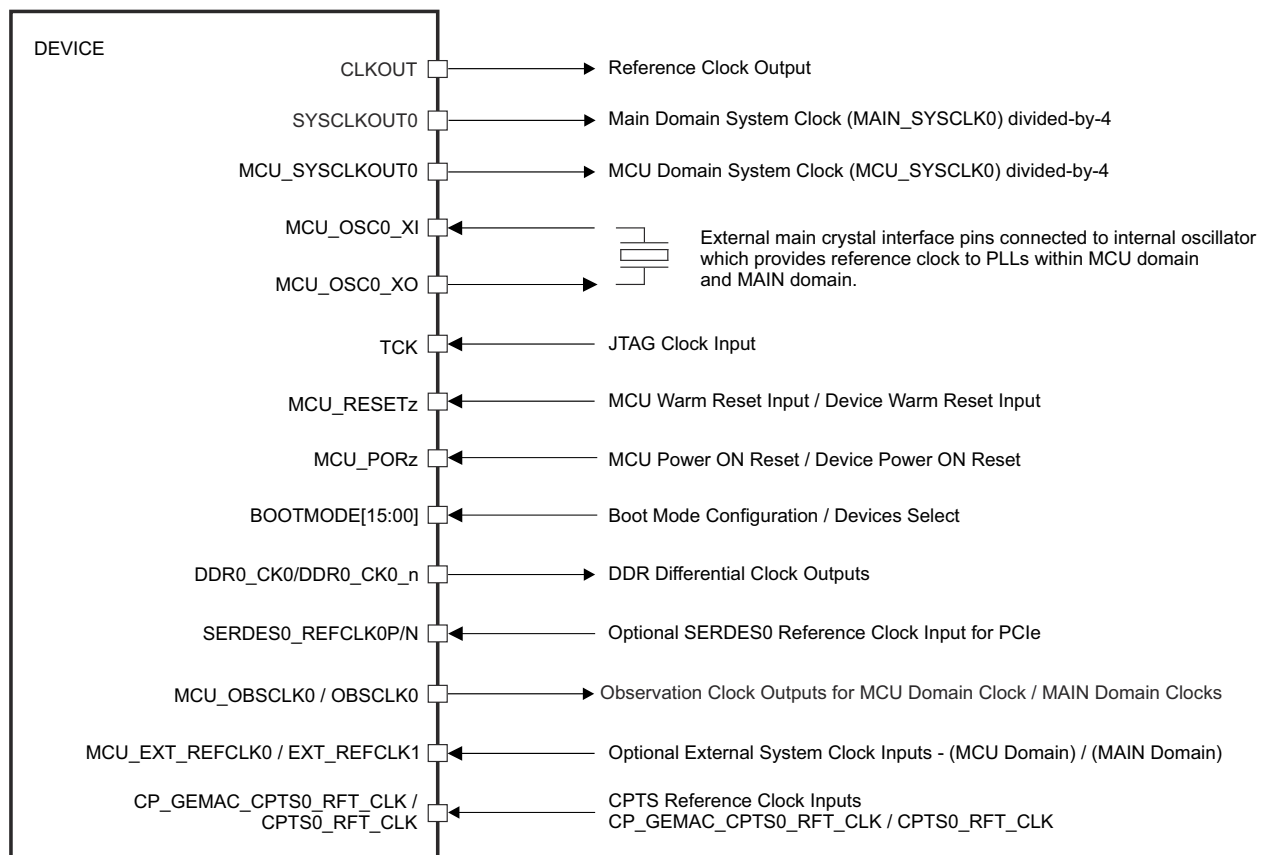 DEVICE
CLKOUT
Reference Clock Output
SYSCLKOUT0
Main Domain System Clock (MAIN_SYSCLK0) divided-by-4
MCU_SYSCLKOUT0
MCU Domain System Clock (MCU_SYSCLK0) divided-by-4
MCU_OSC0_XI
MCU_OSC0_XO
External main crystal interface pins connected to internal oscillator
which provides reference clock to PLLs within MCU domain
and MAIN domain.
TCK
JTAG Clock Input
MCU_RESETz
MCU Warm Reset Input / Device Warm Reset Input
MCU_PORz
MCU Power ON Reset / Device Power ON Reset
BOOTMODE[15:00]
Boot Mode Configuration / Devices Select
DDR0_CK0/DDR0_CK0_n
DDR Differential Clock Outputs
SERDES0_REFCLK0P/N
Optional SERDES0 Reference Clock Input for PCIe
MCU_OBSCLK0 / OBSCLK0
Observation Clock Outputs for MCU Domain Clock / MAIN Domain Clocks
MCU_EXT_REFCLK0 / EXT_REFCLK1
Optional External System Clock Inputs - (MCU Domain) / (MAIN Domain)
CP_GEMAC_CPTS0_RFT_CLK /
CPTS0_RFT_CLK
CPTS Reference Clock Inputs
CP_GEMAC_CPTS0_RFT_CLK / CPTS0_RFT_CLK